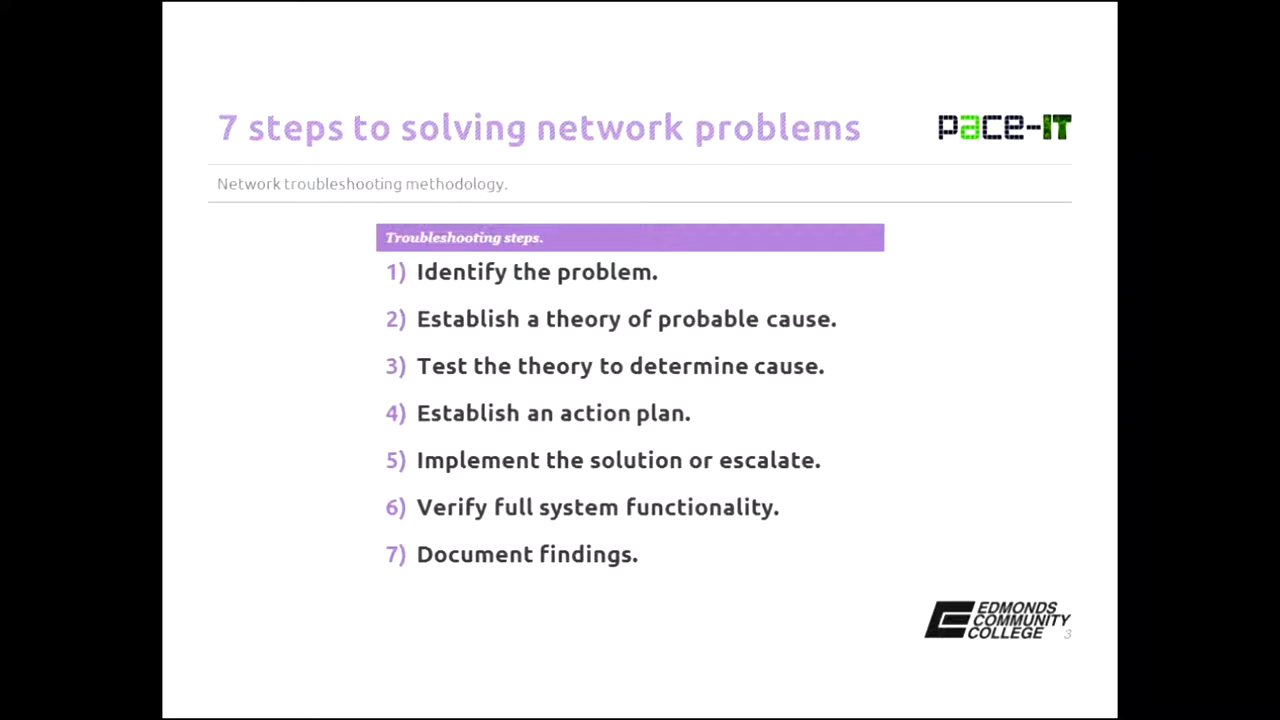 7 steps to solving network problems
pace-IT
Network troubleshooting methodology.
Troubleshooting steps.
1) Identify the problem.
2) Establish a theory of probable cause.
3) Test the theory to determine cause.
4) Establish an action plan.
5) Implement the solution or escalate.
6) Verify full system functionality.
7) Document findings.
EDMONDS
COMMUNITY
COLLEGE
3